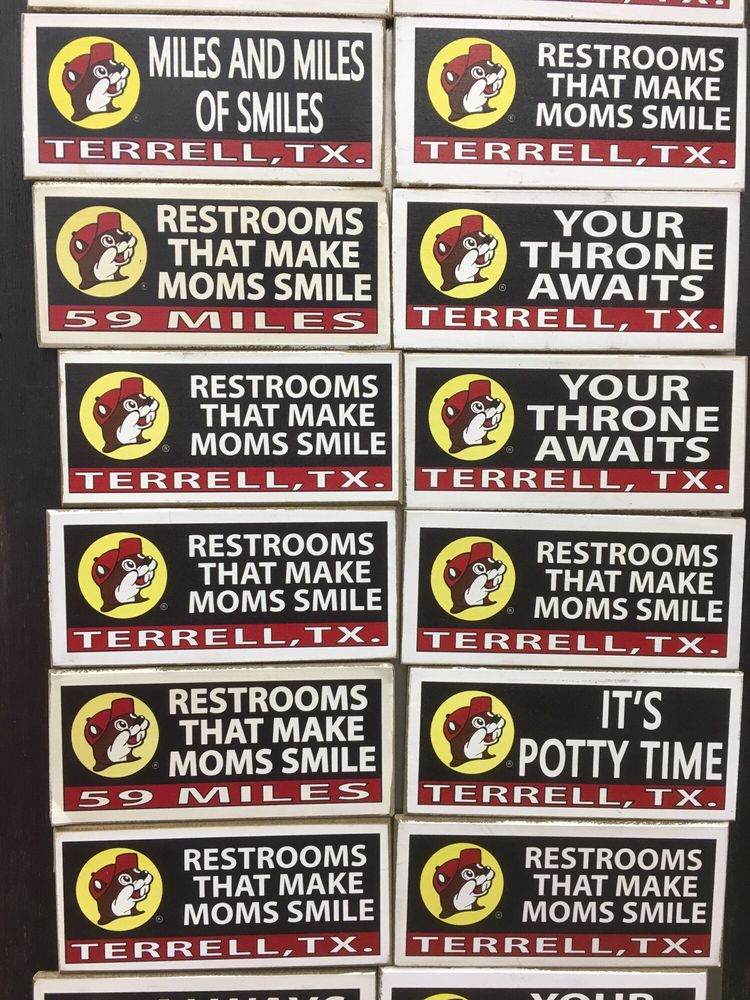 TERRELL, TX.
MILES AND MILES
OF SMILES
TERRELL,TX.
RESTROOMS
THAT MAKE
MOMS SMILE
TERRELL,TX.
RESTROOMS
THAT MAKE
MOMS SMILE
59 MILES
YOUR
THRONE
AWAITS
TERRELL, TX.
RESTROOMS
THAT MAKE
MOMS SMILE
TERRELL,TX.
YOUR
THRONE
AWAITS
TERRELL, TX.
RESTROOMS
THAT MAKE
MOMS SMILE
TERRELL,TX.
RESTROOMS
THAT MAKE
MOMS SMILE
TERRELL,TX.
RESTROOMS
THAT MAKE
MOMS SMILE
59 MILES
IT'S
POTTY TIME
TERRELL, TX.
RESTROOMS
THAT MAKE
MOMS SMILE
TERRELL,TX.
RESTROOMS
THAT MAKE
MOMS SMILE
TERRELL,TX.
ALWAYS
YOUR